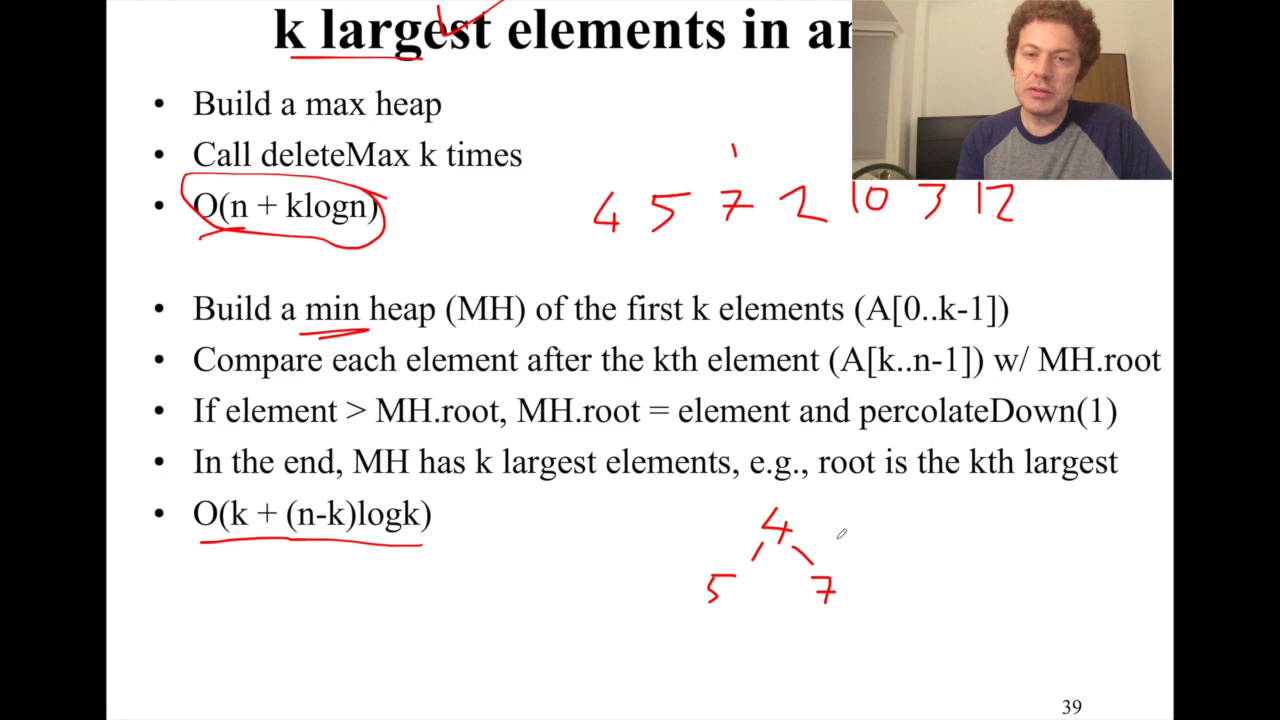 k largest elements in
• Build a max heap
• Call deleteMax k times
• O(n + klogn)
4 5 7 2 10 3 12
• Build a min heap (MH) of the first k elements (A[0..k-1])
• Compare each element after the kth element (A[k..n-1]) w/ MH.root
• If element > MH.root, MH.root = element and percolateDown(1)
• In the end, MH has k largest elements, e.g., root is the kth largest
• O(k + (n-k)logk)
4
5 7
39